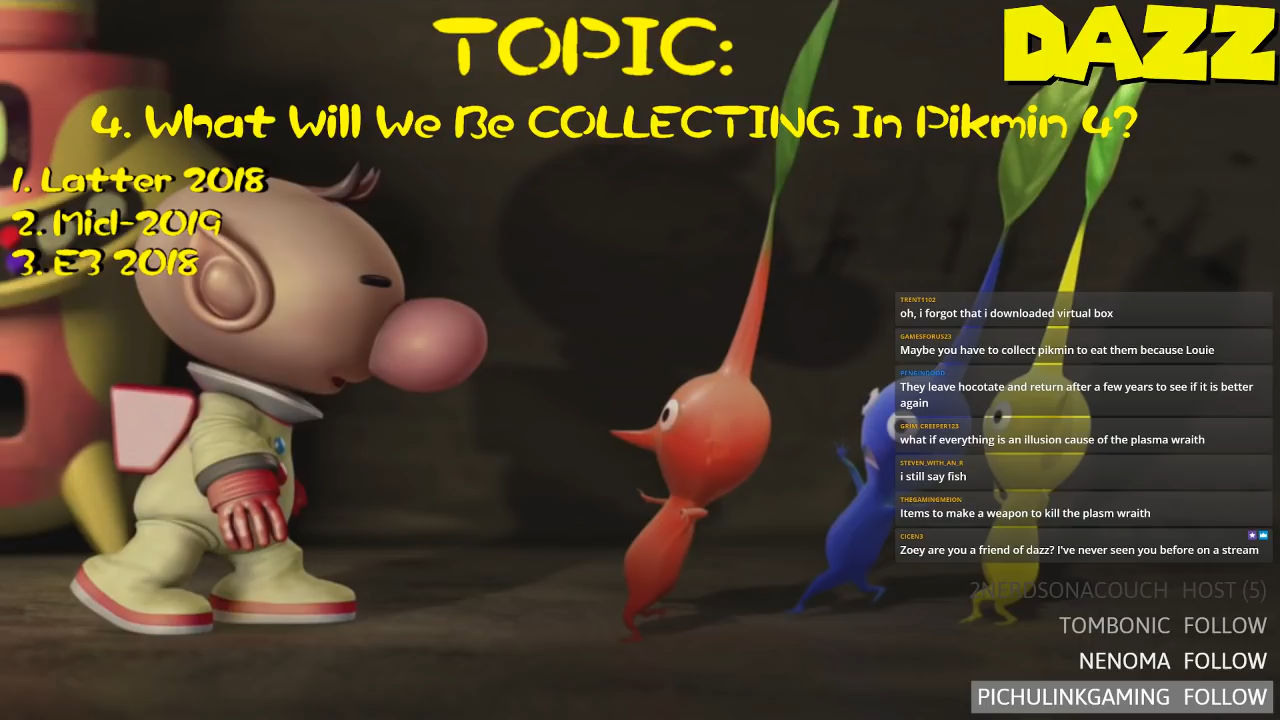 TOPIC:
DAZZ
4. What Will We Be COLLECTING In Pikmin 4?
1. Latter 2018
2. Mid-2019
3. E3 2018
TRENT1102
oh, i forgot that i downloaded virtual box
GAMESFORUS23
Maybe you have to collect pikmin to eat them because Louie
They leave hocotate and return after a few years to see if it is better
again
GRIM_CREEPER123
what if everything is an illusion cause of the plasma wraith
STEVEN_WITH_AN_R
i still say fish
THEGAMINGMEION
Items to make a weapon to kill the plasm wraith
CICEN3
Zoey are you a friend of dazz? I've never seen you before on a stream
2NERDSONACOUCH HOST (5)
TOMBONIC FOLLOW
NENOMA FOLLOW
PICHULINKGAMING FOLLOW